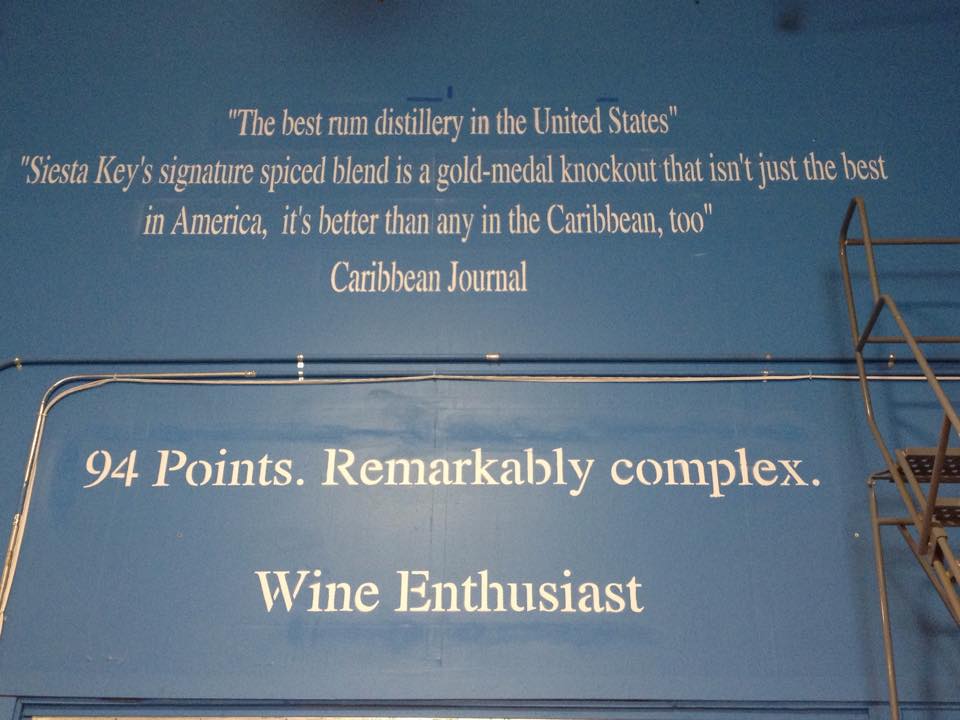 "The best rum distillery in the United States"
"Siesta Key's signature spiced blend is a gold-medal knockout that isn't just the best
in America, it's better than any in the Caribbean, too"
Caribbean Journal
94 Points. Remarkably complex.
Wine Enthusiast